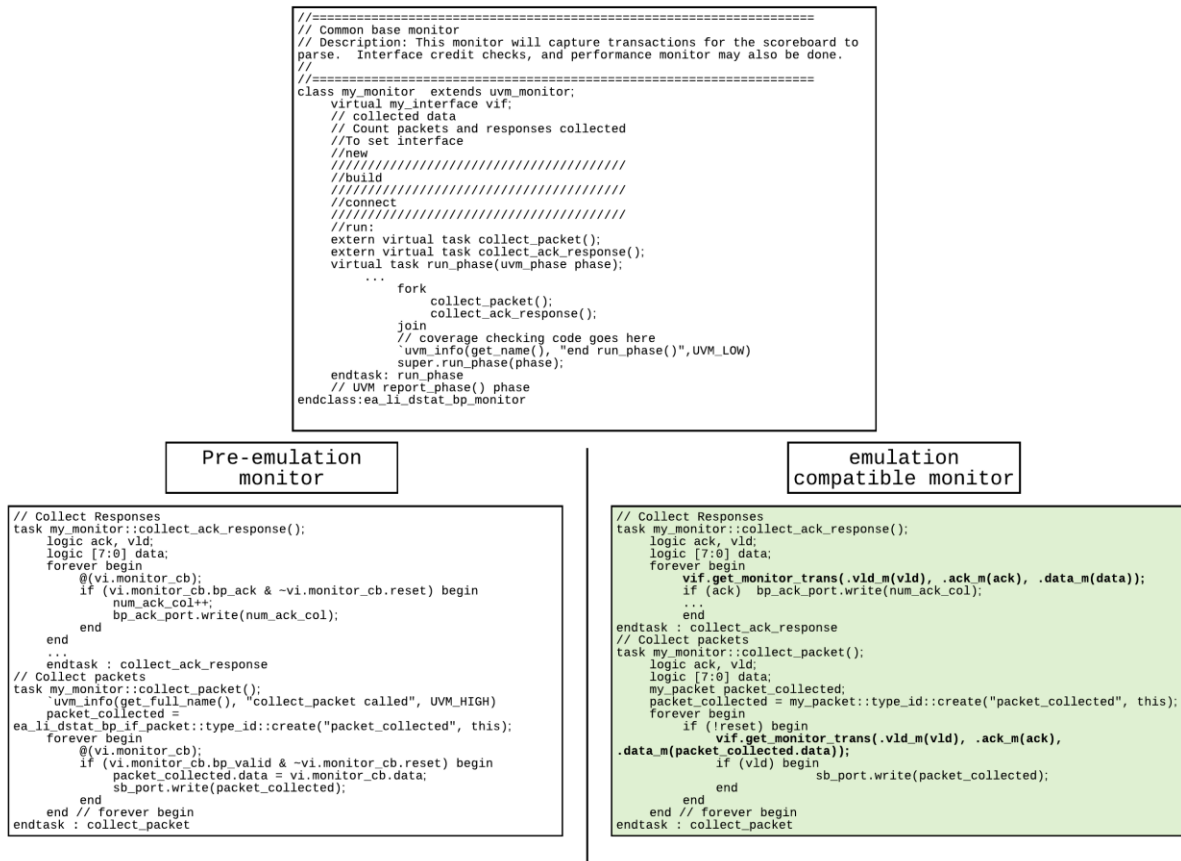 //========================================================================
// Common base monitor
// Description: This monitor will capture transactions for the scoreboard to
parse.  Interface credit checks, and performance monitor may also be done.
//
//========================================================================
class my_monitor  extends uvm_monitor;
virtual my_interface vif;
// collected data
// Count packets and responses collected
//To set interface
//new
////////////////////////////////////////
//build
////////////////////////////////////////
//connect
////////////////////////////////////////
//run:
extern virtual task collect_packet();
extern virtual task collect_ack_response();
virtual task run_phase(uvm_phase phase);
...
fork
collect_packet();
collect_ack_response();
join
// coverage checking code goes here
`uvm_info(get_name(), "end run_phase()",UVM_LOW)
super.run_phase(phase);
endtask: run_phase
// UVM report_phase() phase
endclass:ea_li_dstat_bp_monitor
Pre-emulation
monitor
// Collect Responses
task my_monitor::collect_ack_response();
logic ack, vld;
logic [7:0] data;
forever begin
@(vi.monitor_cb);
if (vi.monitor_cb.bp_ack & ~vi.monitor_cb.reset) begin
num_ack_col++;
bp_ack_port.write(num_ack_col);
end
end
...
endtask : collect_ack_response
// Collect packets
task my_monitor::collect_packet();
`uvm_info(get_full_name(), "collect_packet called", UVM_HIGH)
packet_collected =
ea_li_dstat_bp_if_packet::type_id::create("packet_collected", this);
forever begin
@(vi.monitor_cb);
if (vi.monitor_cb.bp_valid & ~vi.monitor_cb.reset) begin
packet_collected.data = vi.monitor_cb.data;
sb_port.write(packet_collected);
end
end // forever begin
endtask : collect_packet
emulation
compatible monitor
// Collect Responses
task my_monitor::collect_ack_response();
logic ack, vld;
logic [7:0] data;
forever begin
vif.get_monitor_trans(.vld_m(vld), .ack_m(ack), .data_m(data));
if (ack)  bp_ack_port.write(num_ack_col);
...
end
endtask : collect_ack_response
// Collect packets
task my_monitor::collect_packet();
logic ack, vld;
logic [7:0] data;
my_packet packet_collected;
packet_collected = my_packet::type_id::create("packet_collected", this);
forever begin
if (!reset) begin
vif.get_monitor_trans(.vld_m(vld), .ack_m(ack),
.data_m(packet_collected.data));
if (vld) begin
sb_port.write(packet_collected);
end
end
end // forever begin
endtask : collect_packet